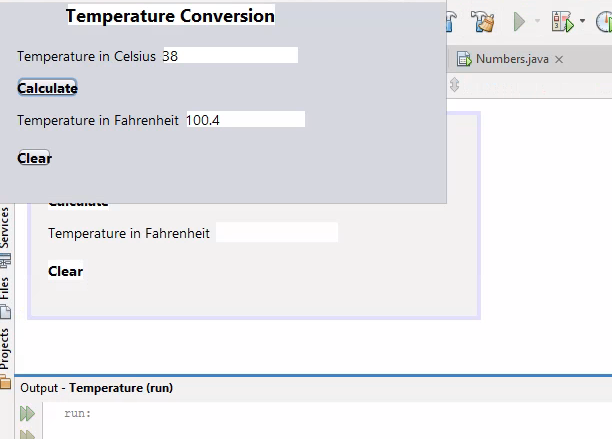 Temperature Conversion
Temperature in Celsius 38
Calculate
Temperature in Fahrenheit 100.4
Clear
Numbers.java
Calculate
Temperature in Fahrenheit
Clear
Services
Files
Projects
Output - Temperature (run)
run: